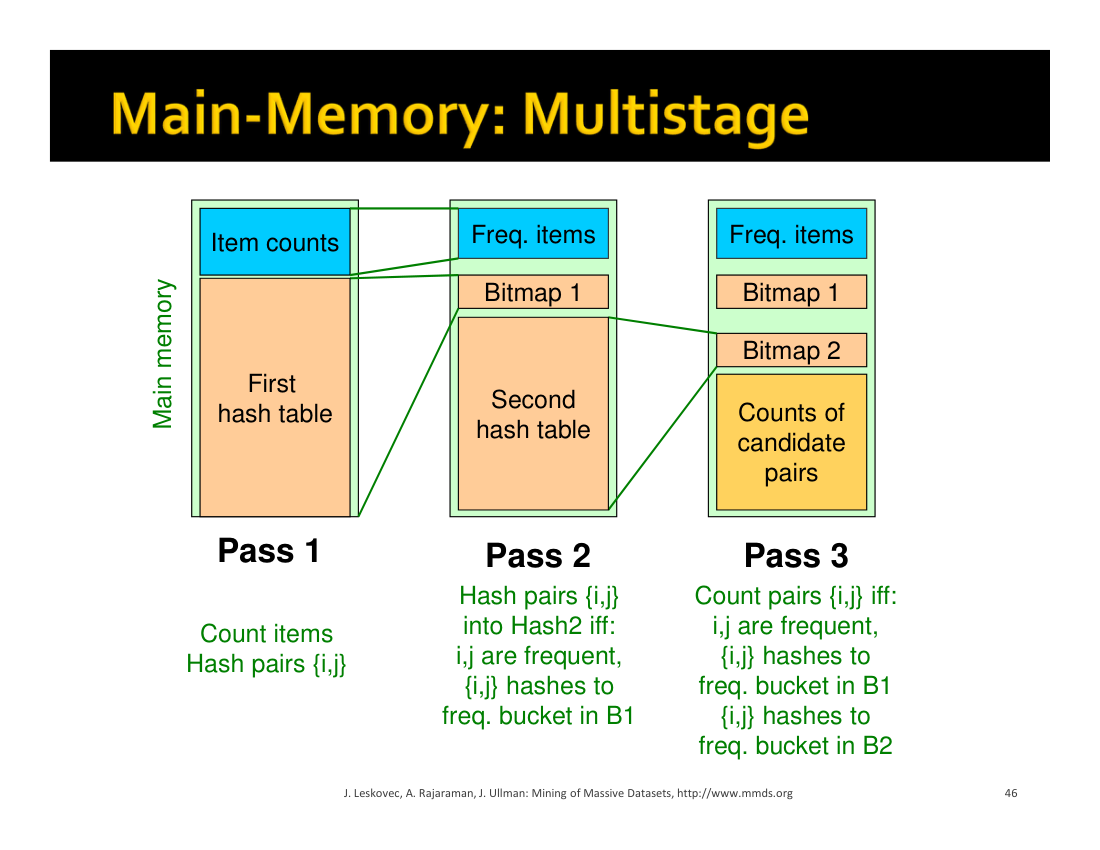 Main-Memory: Multistage
Main memory
Item counts
First
hash table
Freq. items
Bitmap 1
Second
hash table
Freq. items
Bitmap 1
Bitmap 2
Counts of
candidate
pairs
Pass 1
Count items
Hash pairs {i,j}
Pass 2
Hash pairs {i,j}
into Hash2 iff:
i,j are frequent,
{i,j} hashes to
freq. bucket in B1
Pass 3
Count pairs {i,j} iff:
i,j are frequent,
{i,j} hashes to
freq. bucket in B1
{i,j} hashes to
freq. bucket in B2
J. Leskovec, A. Rajaraman, J. Ullman: Mining of Massive Datasets, http://www.mmds.org
46